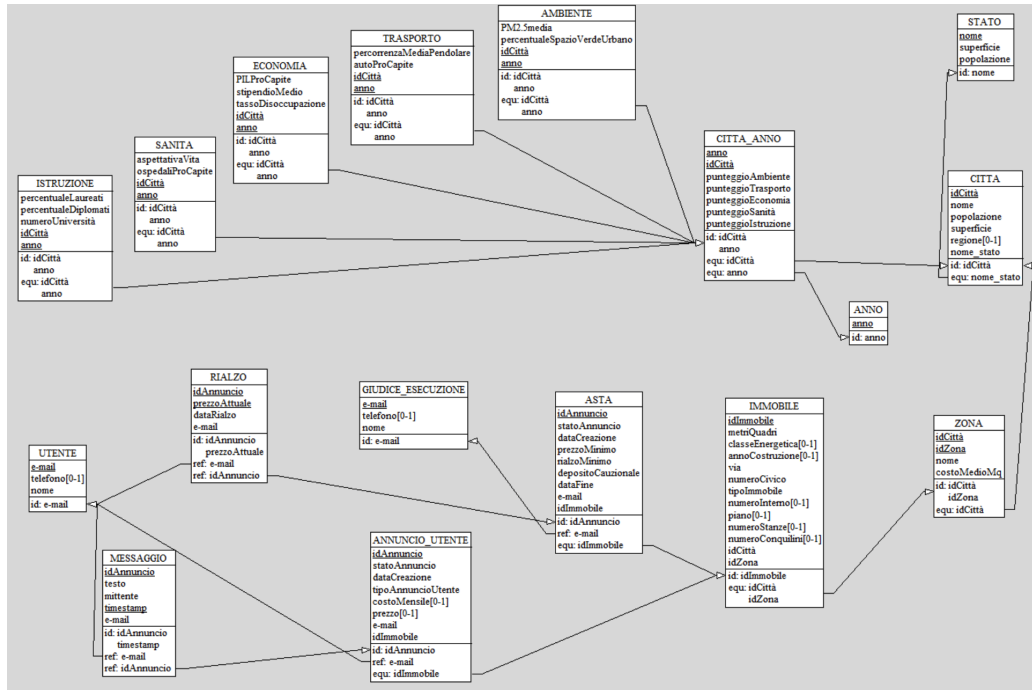 AMBIENTE
PM2.5media
percentualeSpazioVerdeUrbano
idCittà
anno
id: idCittà
anno
equ: idCittà
anno
STATO
nome
superficie
popolazione
id: nome
TRASPORTO
percorrenzaMediaPendolare
autoProCapite
idCittà
anno
id: idCittà
anno
equ: idCittà
anno
ECONOMIA
PILProCapite
stipendioMedio
tassoDisoccupazione
idCittà
anno
id: idCittà
anno
equ: idCittà
anno
SANITA
aspettativaVita
ospedaliProCapite
idCittà
anno
id: idCittà
anno
equ: idCittà
anno
ISTRUZIONE
percentualeLaureati
percentualeDiplomati
numeroUniversità
idCittà
anno
id: idCittà
anno
equ: idCittà
anno
CITTA_ANNO
anno
idCittà
punteggioAmbiente
punteggioTrasporto
punteggioEconomia
punteggioSanità
punteggioIstruzione
id: idCittà
anno
equ: idCittà
equ: anno
CITTA
idCittà
nome
popolazione
superficie
regione[0-1]
nome_stato
id: idCittà
equ: nome_stato
ANNO
anno
id: anno
RIALZO
idAnnuncio
prezzoAttuale
dataRialzo
e-mail
id: idAnnuncio
prezzoAttuale
ref: e-mail
ref: idAnnuncio
GIUDICE_ESECUZIONE
e-mail
telefono[0-1]
nome
id: e-mail
ASTA
idAnnuncio
statoAnnuncio
dataCreazione
prezzoMinimo
rialzoMinimo
depositoCauzionale
dataFine
e-mail
idImmobile
id: idAnnuncio
ref: e-mail
equ: idImmobile
IMMOBILE
idImmobile
metriQuadri
classeEnergetica[0-1]
annoCostruzione[0-1]
via
numeroCivico
tipoImmobile
numeroInterno[0-1]
piano[0-1]
numeroStanze[0-1]
numeroConquilini[0-1]
idCittà
idZona
id: idImmobile
equ: idCittà
idZona
ZONA
idCittà
idZona
nome
costoMedioMq
id: idCittà
idZona
equ: idCittà
UTENTE
e-mail
telefono[0-1]
nome
id: e-mail
MESSAGGIO
idAnnuncio
testo
mittente
timestamp
e-mail
id: idAnnuncio
timestamp
ref: e-mail
ref: idAnnuncio
ANNUNCIO_UTENTE
idAnnuncio
statoAnnuncio
dataCreazione
tipoAnnuncioUtente
costoMensile[0-1]
prezzo[0-1]
e-mail
idImmobile
id: idAnnuncio
ref: e-mail
equ: idImmobile